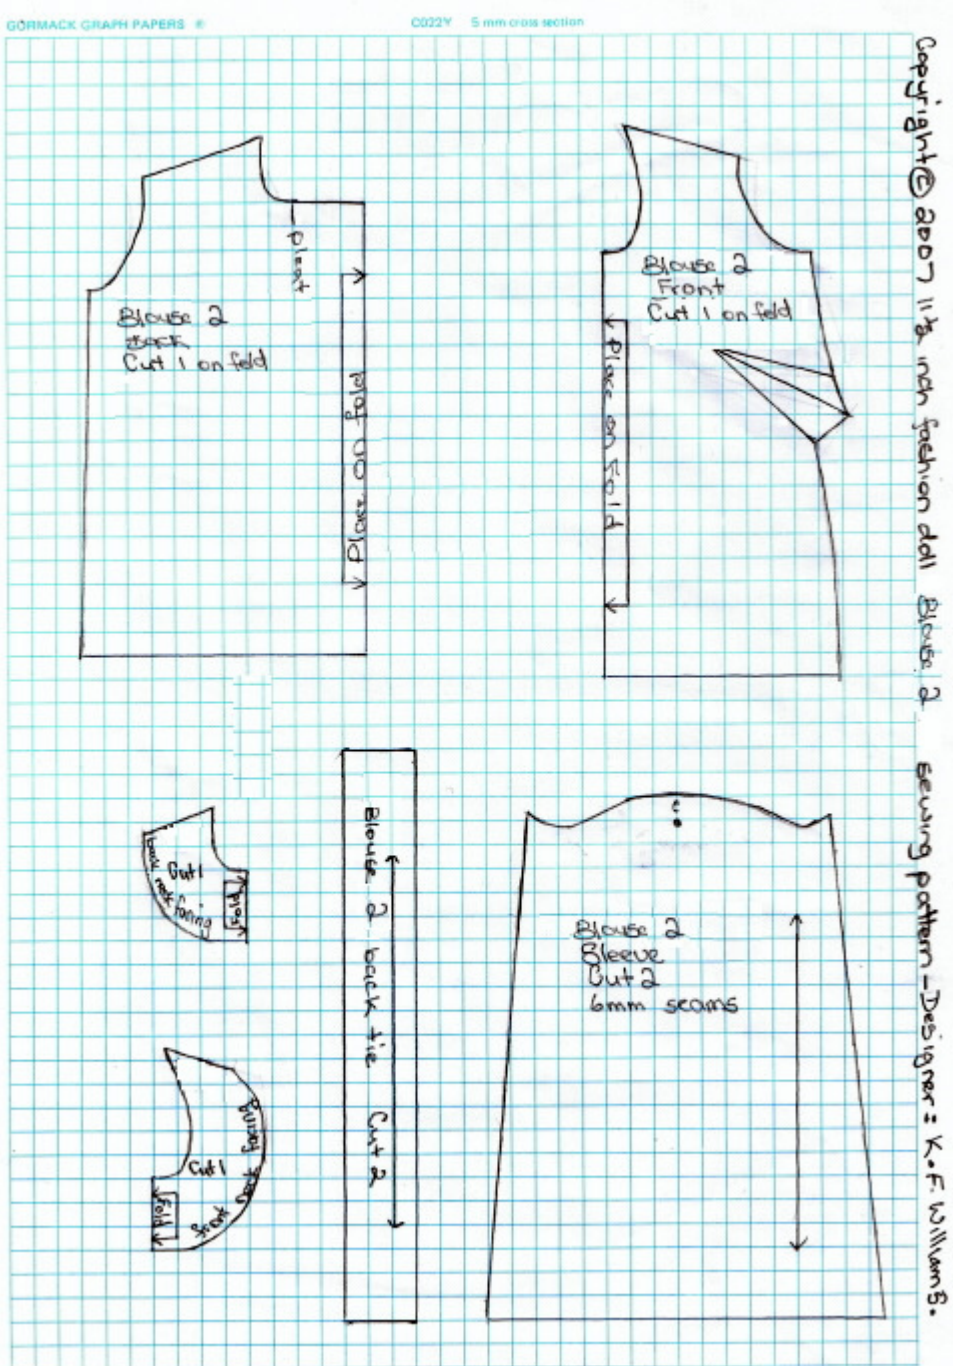 GORMACK GRAPH PAPERS ®
C022Y 5 mm cross section
Copyright © 2007 11½ inch fashion doll Blouse 2 sewing pattern - Designer = K.F. Williams.
pleat
Blouse 2
Back
Cut 1 on fold
Place on fold
Blouse 2
Front
Cut 1 on fold
Place on fold
Cut 1
back neck facing
Fold
Blouse 2 back tie Cut 2
Blouse 2
Sleeve
Cut 2
6mm seams
Cut 1
front neck facing
Fold